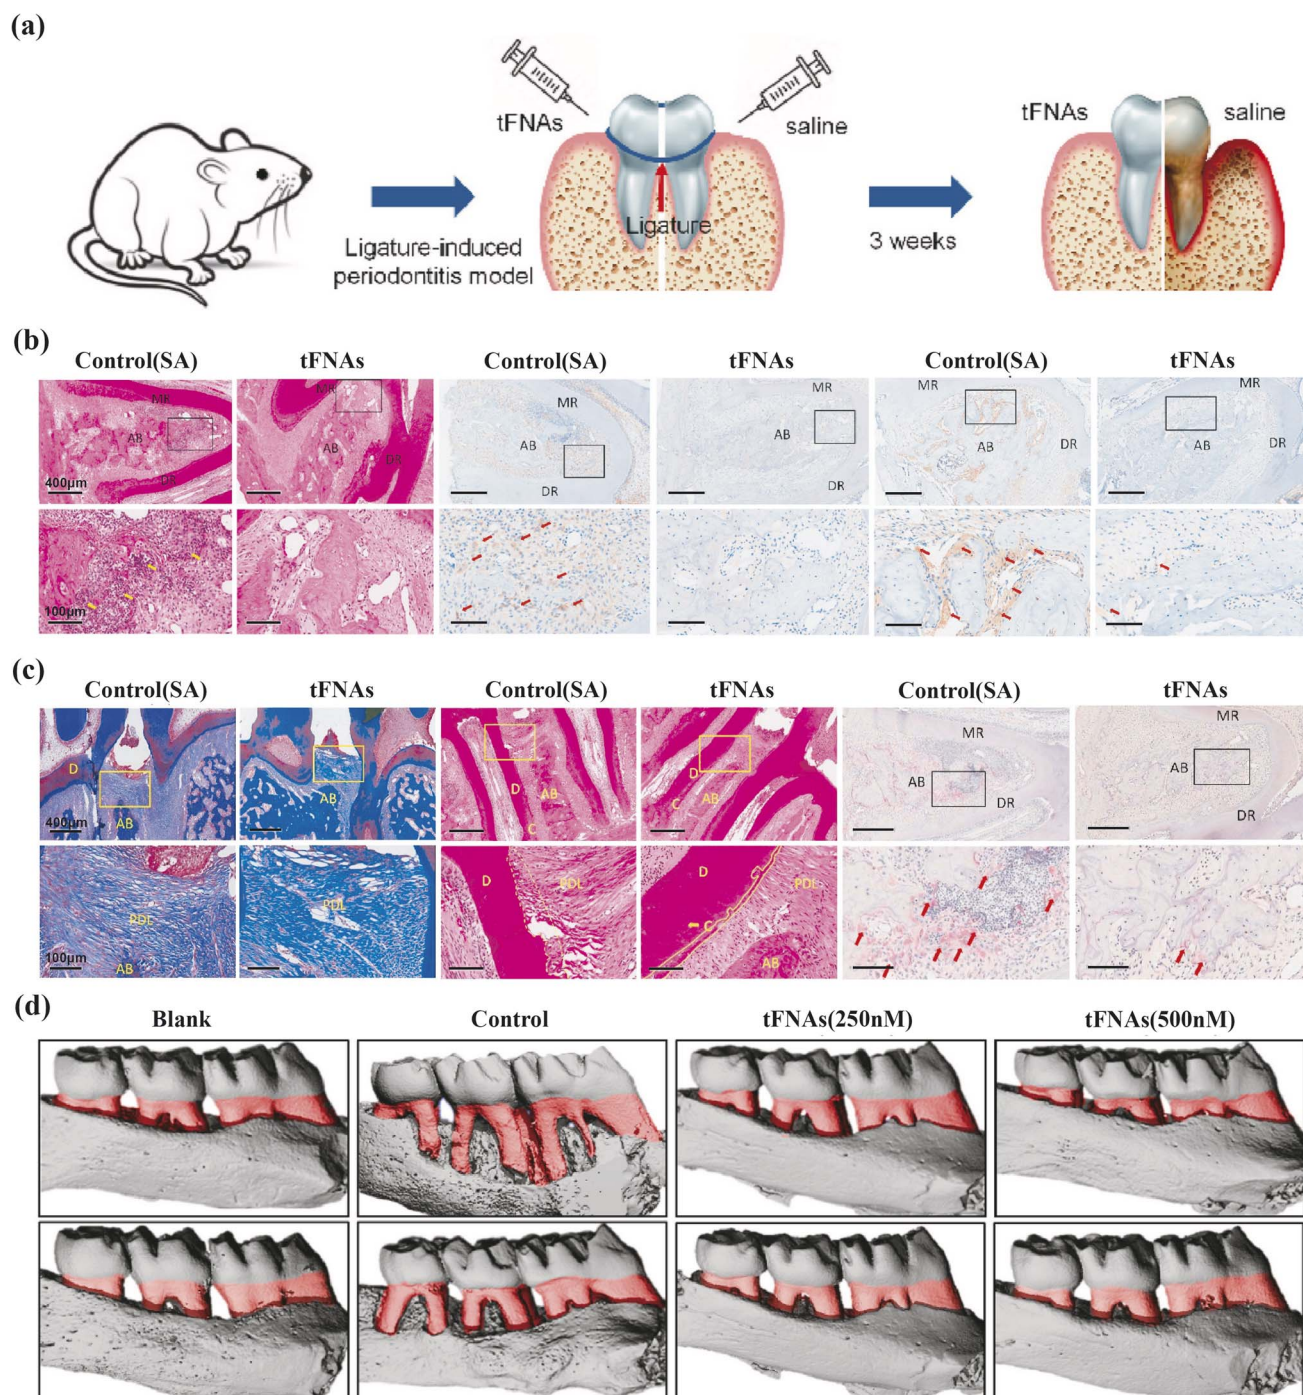 (a)
tFNAs
saline
Ligature
Ligature-induced
periodontitis model
3 weeks
tFNAs
saline
(b)
Control(SA) tFNAs Control(SA) tFNAs Control(SA) tFNAs
MR AB DR 400μm
MR AB DR
MR AB DR
MR AB DR
MR AB DR
MR AB DR
100μm
(c)
Control(SA) tFNAs Control(SA) tFNAs Control(SA) tFNAs
D AB 400μm
AB
D AB C
D C AB
MR AB DR
MR AB DR
PDL AB 100μm
PDL
D PDL
D C PDL AB
(d)
Blank Control tFNAs(250nM) tFNAs(500nM)